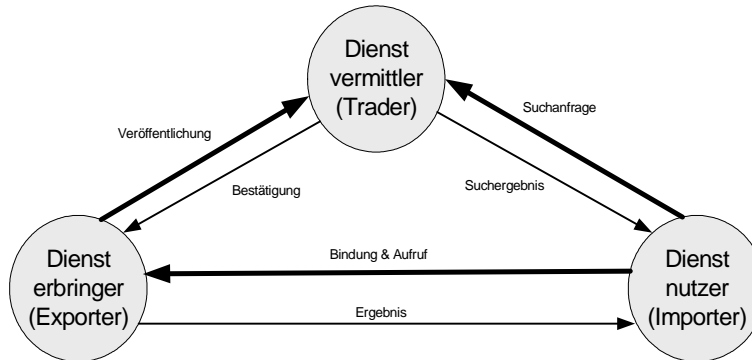 Dienst
vermittler
(Trader)
Suchanfrage
Veröffentlichung
Bestätigung
Suchergebnis
Dienst
erbringer
(Exporter)
Bindung & Aufruf
Ergebnis
Dienst
nutzer
(Importer)